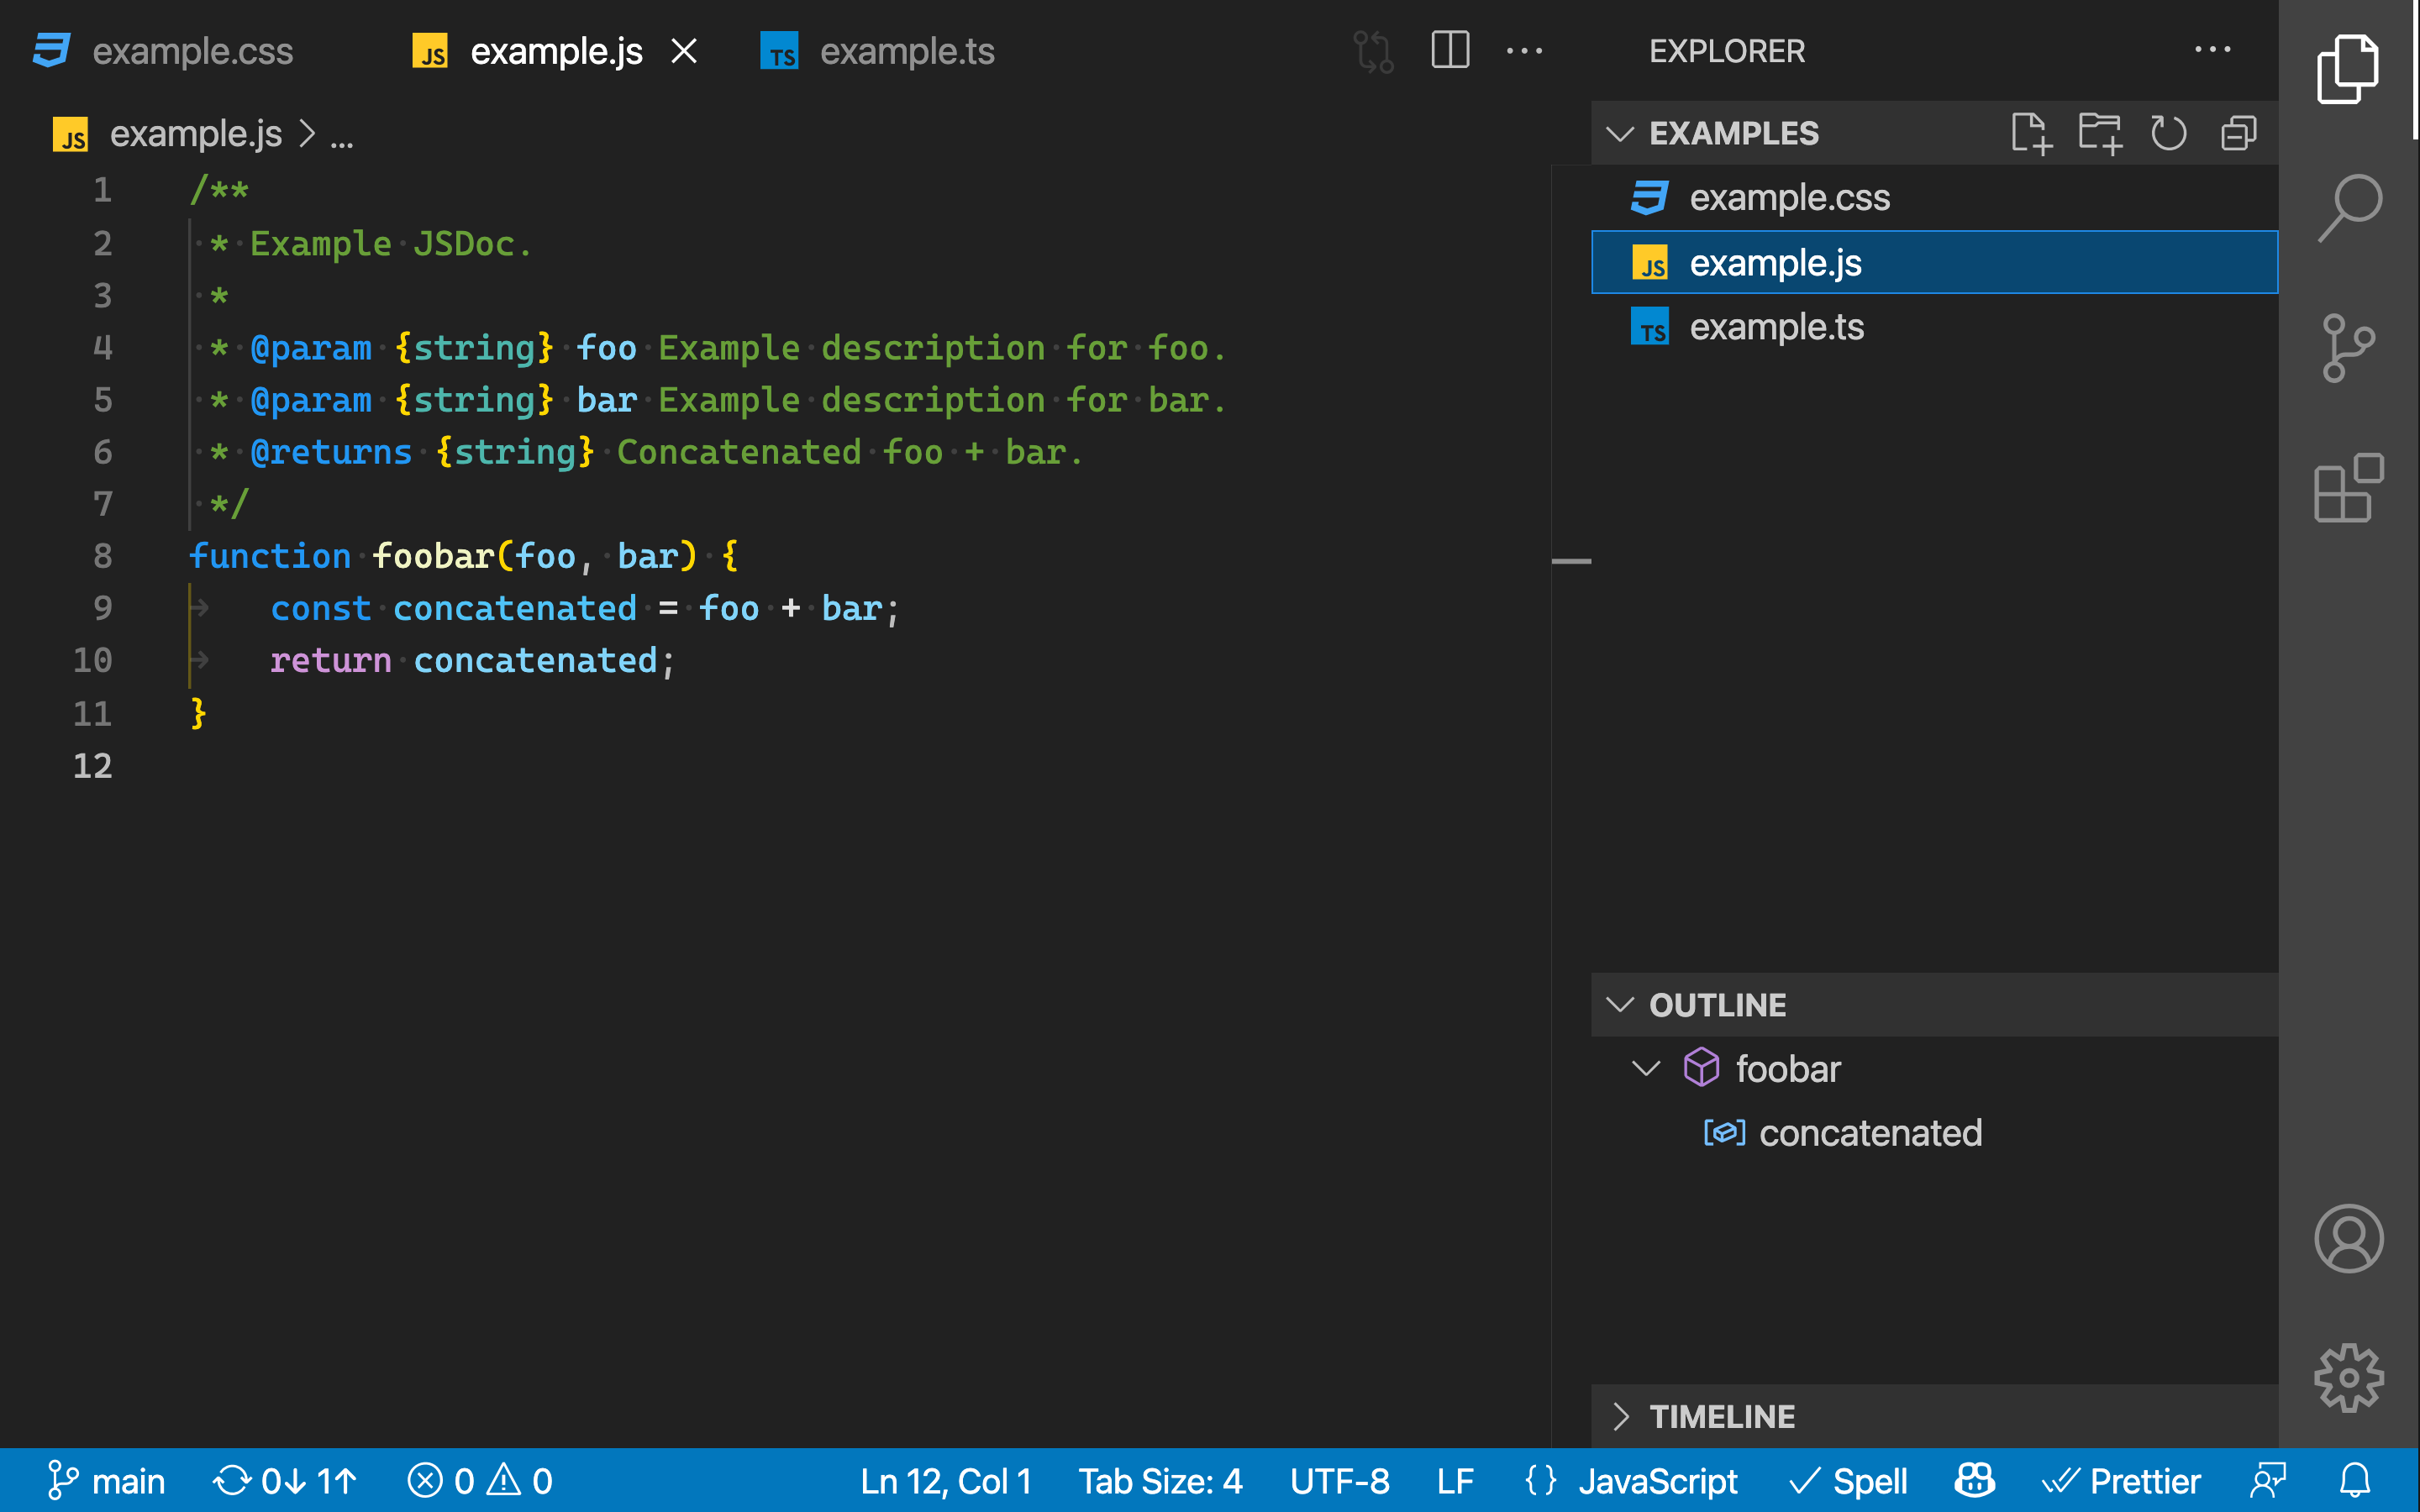 example.css example.js example.ts
example.js > ...
1 /**
2  * Example JSDoc.
3  *
4  * @param {string} foo Example description for foo.
5  * @param {string} bar Example description for bar.
6  * @returns {string} Concatenated foo + bar.
7  */
8 function foobar(foo, bar) {
9     const concatenated = foo + bar;
10     return concatenated;
11 }
12
EXPLORER
EXAMPLES
example.css
JS example.js
TS example.ts
OUTLINE
foobar
concatenated
TIMELINE
main 0↓ 1↑ 0 0 Ln 12, Col 1 Tab Size: 4 UTF-8 LF {} JavaScript Spell Prettier